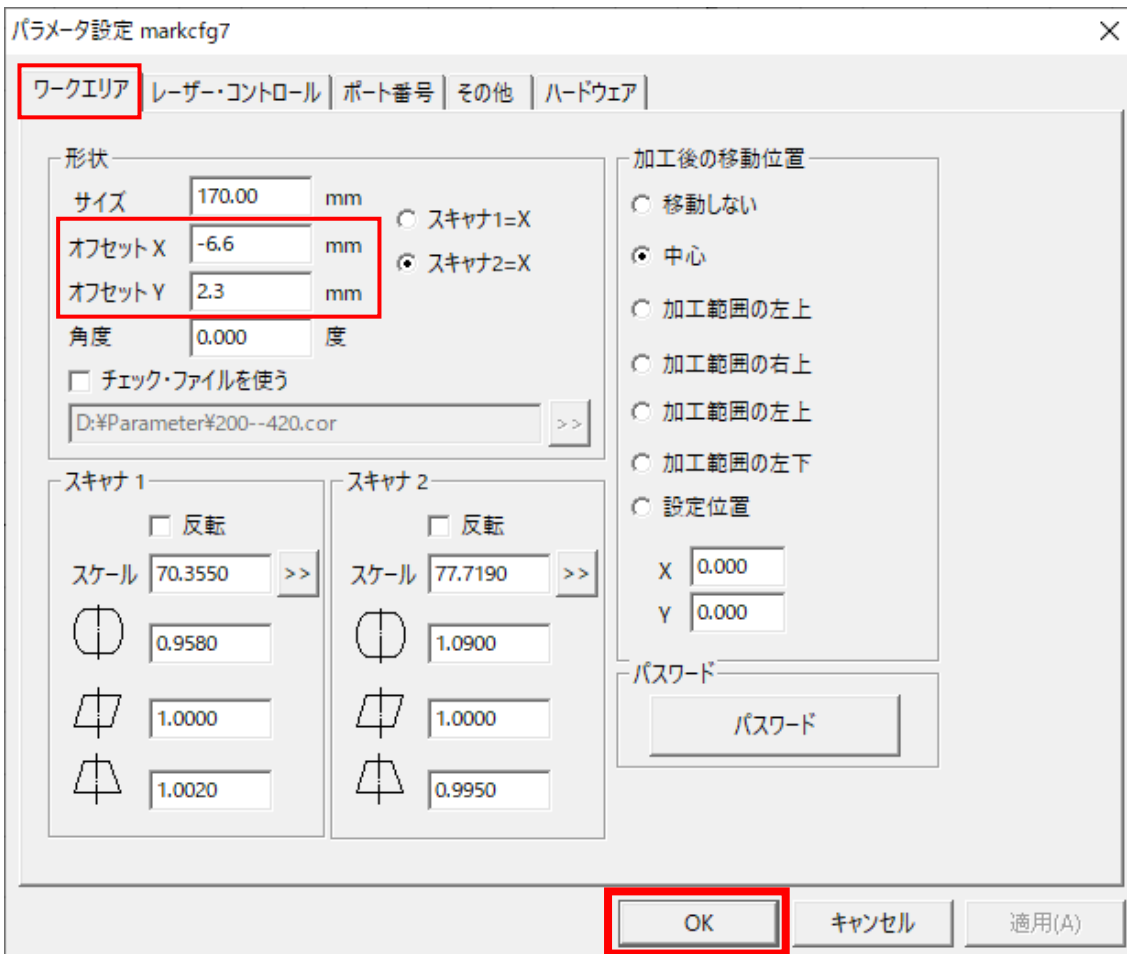 パラメータ設定 markcfg7
ワークエリア レーザー・コントロール ポート番号 その他 ハードウェア
形状
サイズ 170.00 mm
オフセット X -6.6 mm
オフセット Y 2.3 mm
角度 0.000 度
スキャナ1=X
スキャナ2=X
チェック・ファイルを使う
D:¥Parameter¥200--420.cor >>
スキャナ 1
反転
スケール 70.3550 >>
0.9580
1.0000
1.0020
スキャナ 2
反転
スケール 77.7190 >>
1.0900
1.0000
0.9950
加工後の移動位置
移動しない
中心
加工範囲の左上
加工範囲の右上
加工範囲の左上
加工範囲の左下
設定位置
X 0.000
Y 0.000
パスワード
パスワード
OK キャンセル 適用(A)